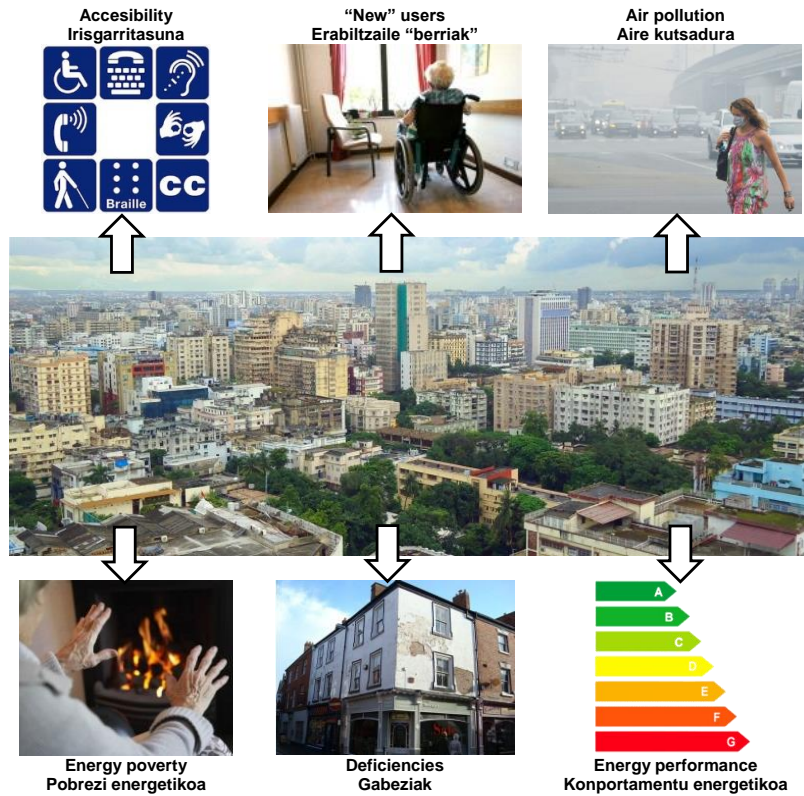 Accesibility
Irisgarritasuna
“New” users
Erabiltzaile “berriak”
Air pollution
Aire kutsadura
Braille
CC
A
B
C
D
E
F
G
Energy poverty
Pobrezi energetikoa
Deficiencies
Gabeziak
Energy performance
Konportamentu energetikoa